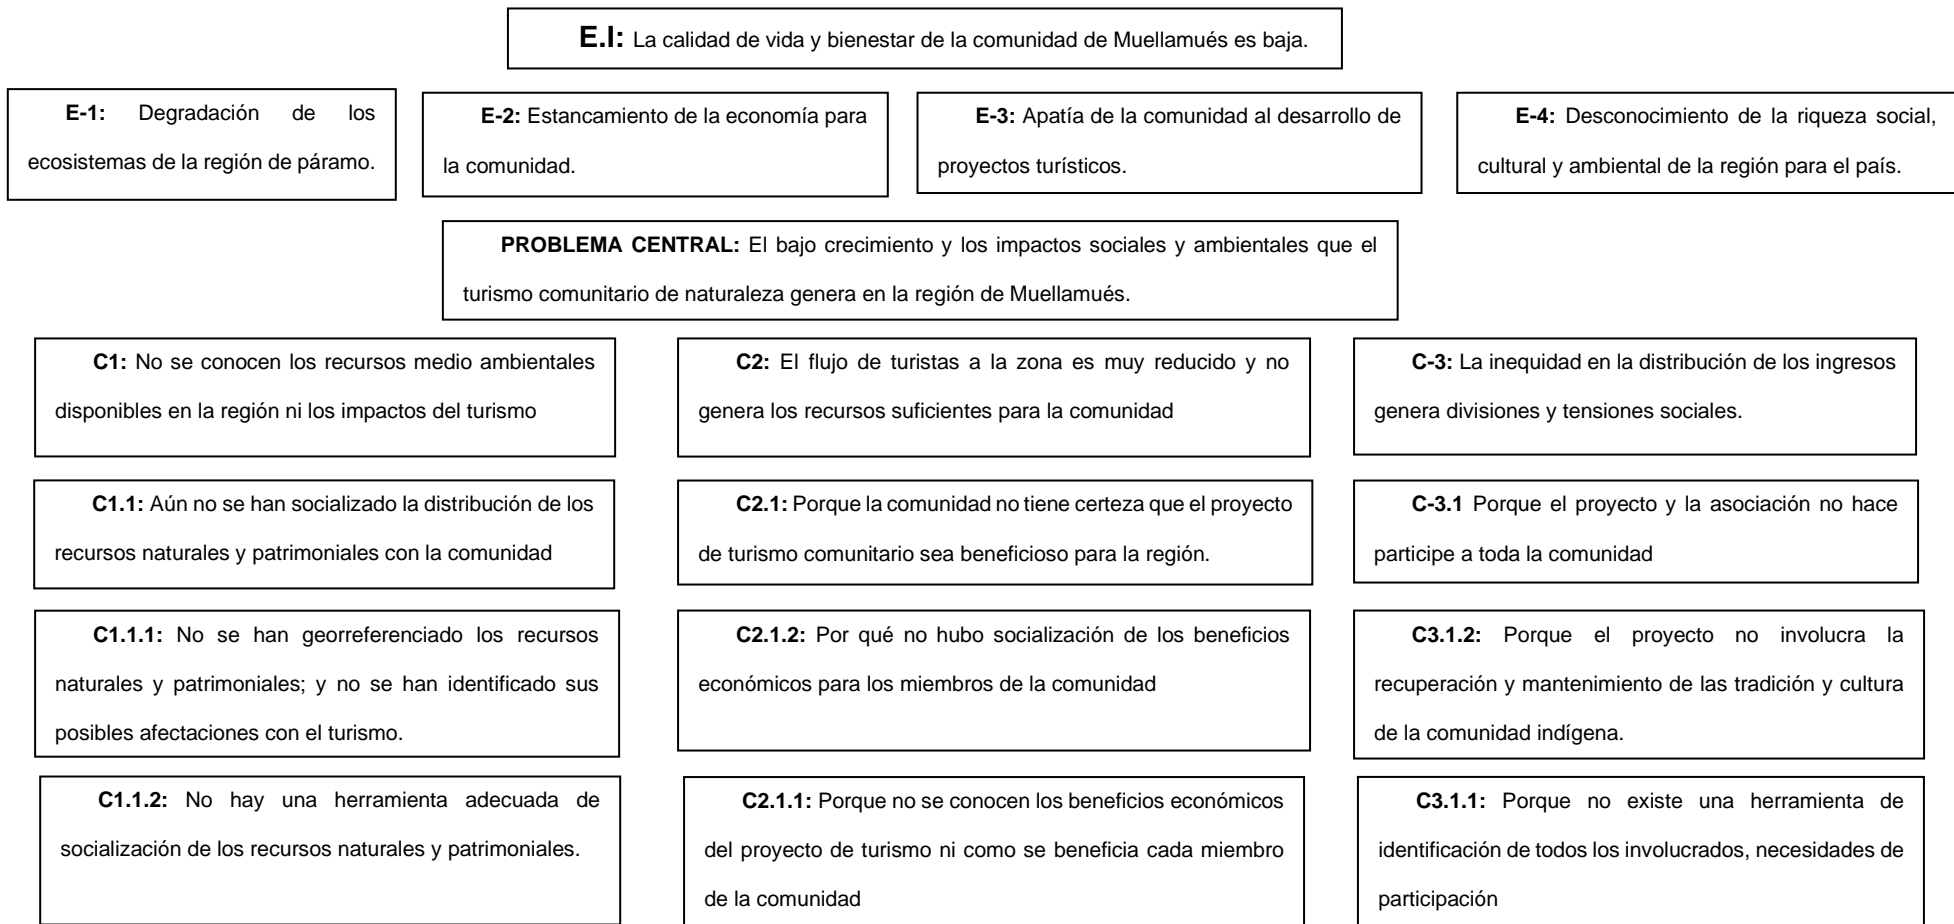 E.I: La calidad de vida y bienestar de la comunidad de Muellamués es baja.
E-1: Degradación de los
ecosistemas de la región de páramo.
E-2: Estancamiento de la economía para
la comunidad.
E-3: Apatía de la comunidad al desarrollo de
proyectos turísticos.
E-4: Desconocimiento de la riqueza social,
cultural y ambiental de la región para el país.
PROBLEMA CENTRAL: El bajo crecimiento y los impactos sociales y ambientales que el
turismo comunitario de naturaleza genera en la región de Muellamués.
C1: No se conocen los recursos medio ambientales
disponibles en la región ni los impactos del turismo
C2: El flujo de turistas a la zona es muy reducido y no
genera los recursos suficientes para la comunidad
C-3: La inequidad en la distribución de los ingresos
genera divisiones y tensiones sociales.
C1.1: Aún no se han socializado la distribución de los
recursos naturales y patrimoniales con la comunidad
C2.1: Porque la comunidad no tiene certeza que el proyecto
de turismo comunitario sea beneficioso para la región.
C-3.1 Porque el proyecto y la asociación no hace
participe a toda la comunidad
C1.1.1: No se han georreferenciado los recursos
naturales y patrimoniales; y no se han identificado sus
posibles afectaciones con el turismo.
C2.1.2: Por qué no hubo socialización de los beneficios
económicos para los miembros de la comunidad
C3.1.2: Porque el proyecto no involucra la
recuperación y mantenimiento de las tradición y cultura
de la comunidad indígena.
C1.1.2: No hay una herramienta adecuada de
socialización de los recursos naturales y patrimoniales.
C2.1.1: Porque no se conocen los beneficios económicos
del proyecto de turismo ni como se beneficia cada miembro
de la comunidad
C3.1.1: Porque no existe una herramienta de
identificación de todos los involucrados, necesidades de
participación